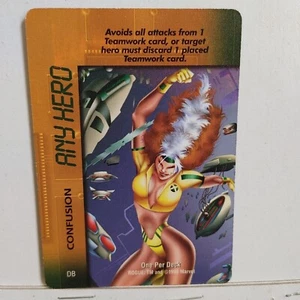 Avoids all attacks from 1
Teamwork card, or target
hero must discard 1 placed
Teamwork card.
ANY HERO
CONFUSION
DB
One Per Deck
Marvel